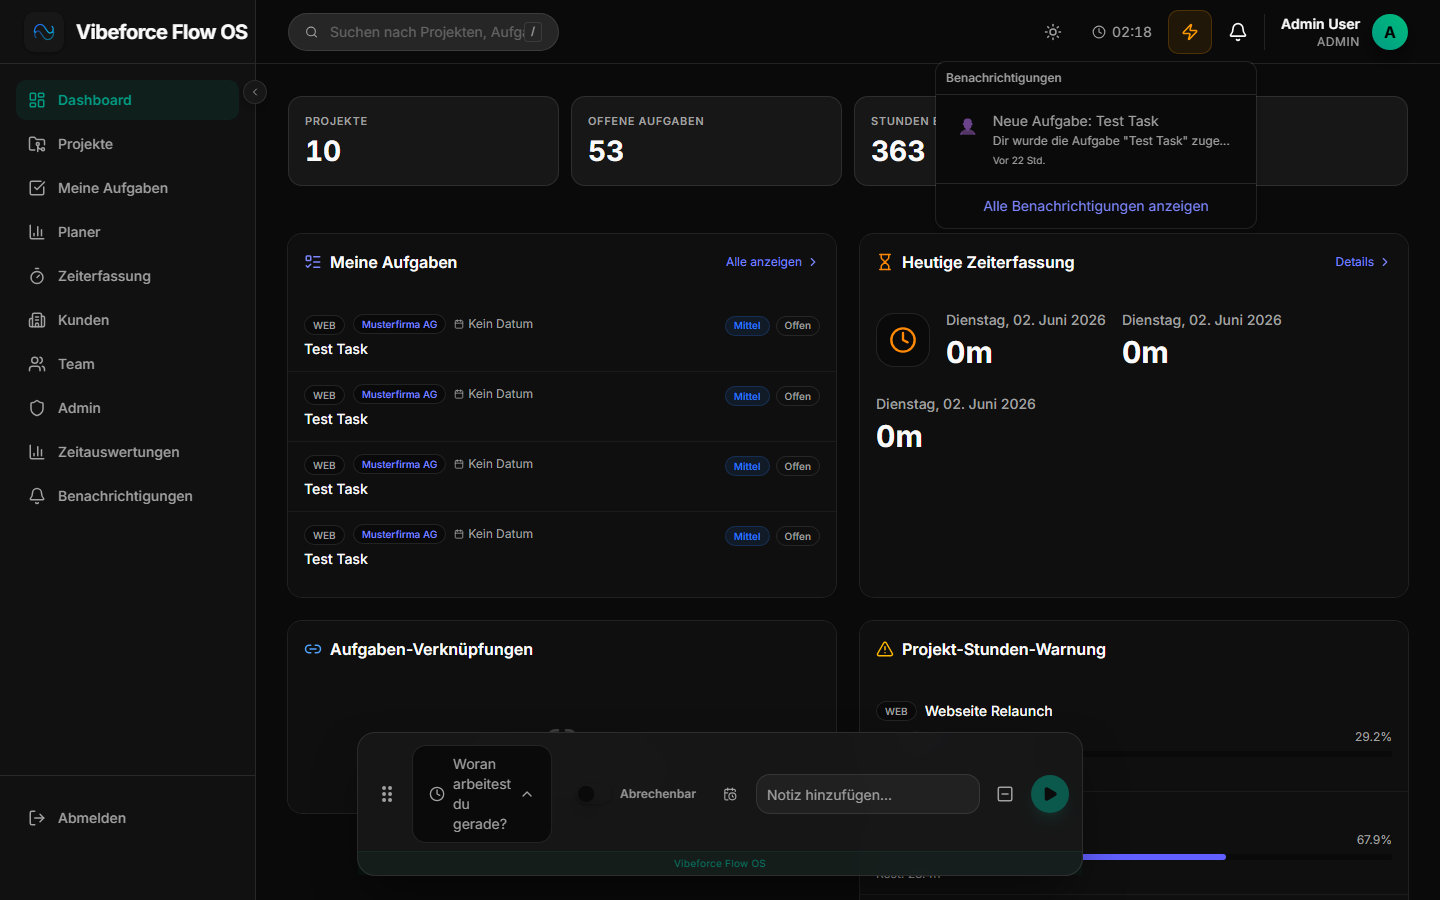 Vibeforce Flow OS
Suchen nach Projekten, Aufga
/
02:18
Admin User
ADMIN
A
Dashboard
Projekte
Meine Aufgaben
Planer
Zeiterfassung
Kunden
Team
Admin
Zeitauswertungen
Benachrichtigungen
Abmelden
PROJEKTE
10
OFFENE AUFGABEN
53
STUNDEN
363
Benachrichtigungen
Neue Aufgabe: Test Task
Dir wurde die Aufgabe "Test Task" zuge...
Vor 22 Std.
Alle Benachrichtigungen anzeigen
Meine Aufgaben
Alle anzeigen
WEB Musterfirma AG Kein Datum Mittel Offen
Test Task
WEB Musterfirma AG Kein Datum Mittel Offen
Test Task
WEB Musterfirma AG Kein Datum Mittel Offen
Test Task
WEB Musterfirma AG Kein Datum Mittel Offen
Test Task
Heutige Zeiterfassung
Details
Dienstag, 02. Juni 2026
0m
Dienstag, 02. Juni 2026
0m
Dienstag, 02. Juni 2026
0m
Aufgaben-Verknüpfungen
Projekt-Stunden-Warnung
WEB Webseite Relaunch
29.2%
67.9%
Woran
arbeitest
du
gerade?
Abrechenbar
Notiz hinzufügen...
Vibeforce Flow OS